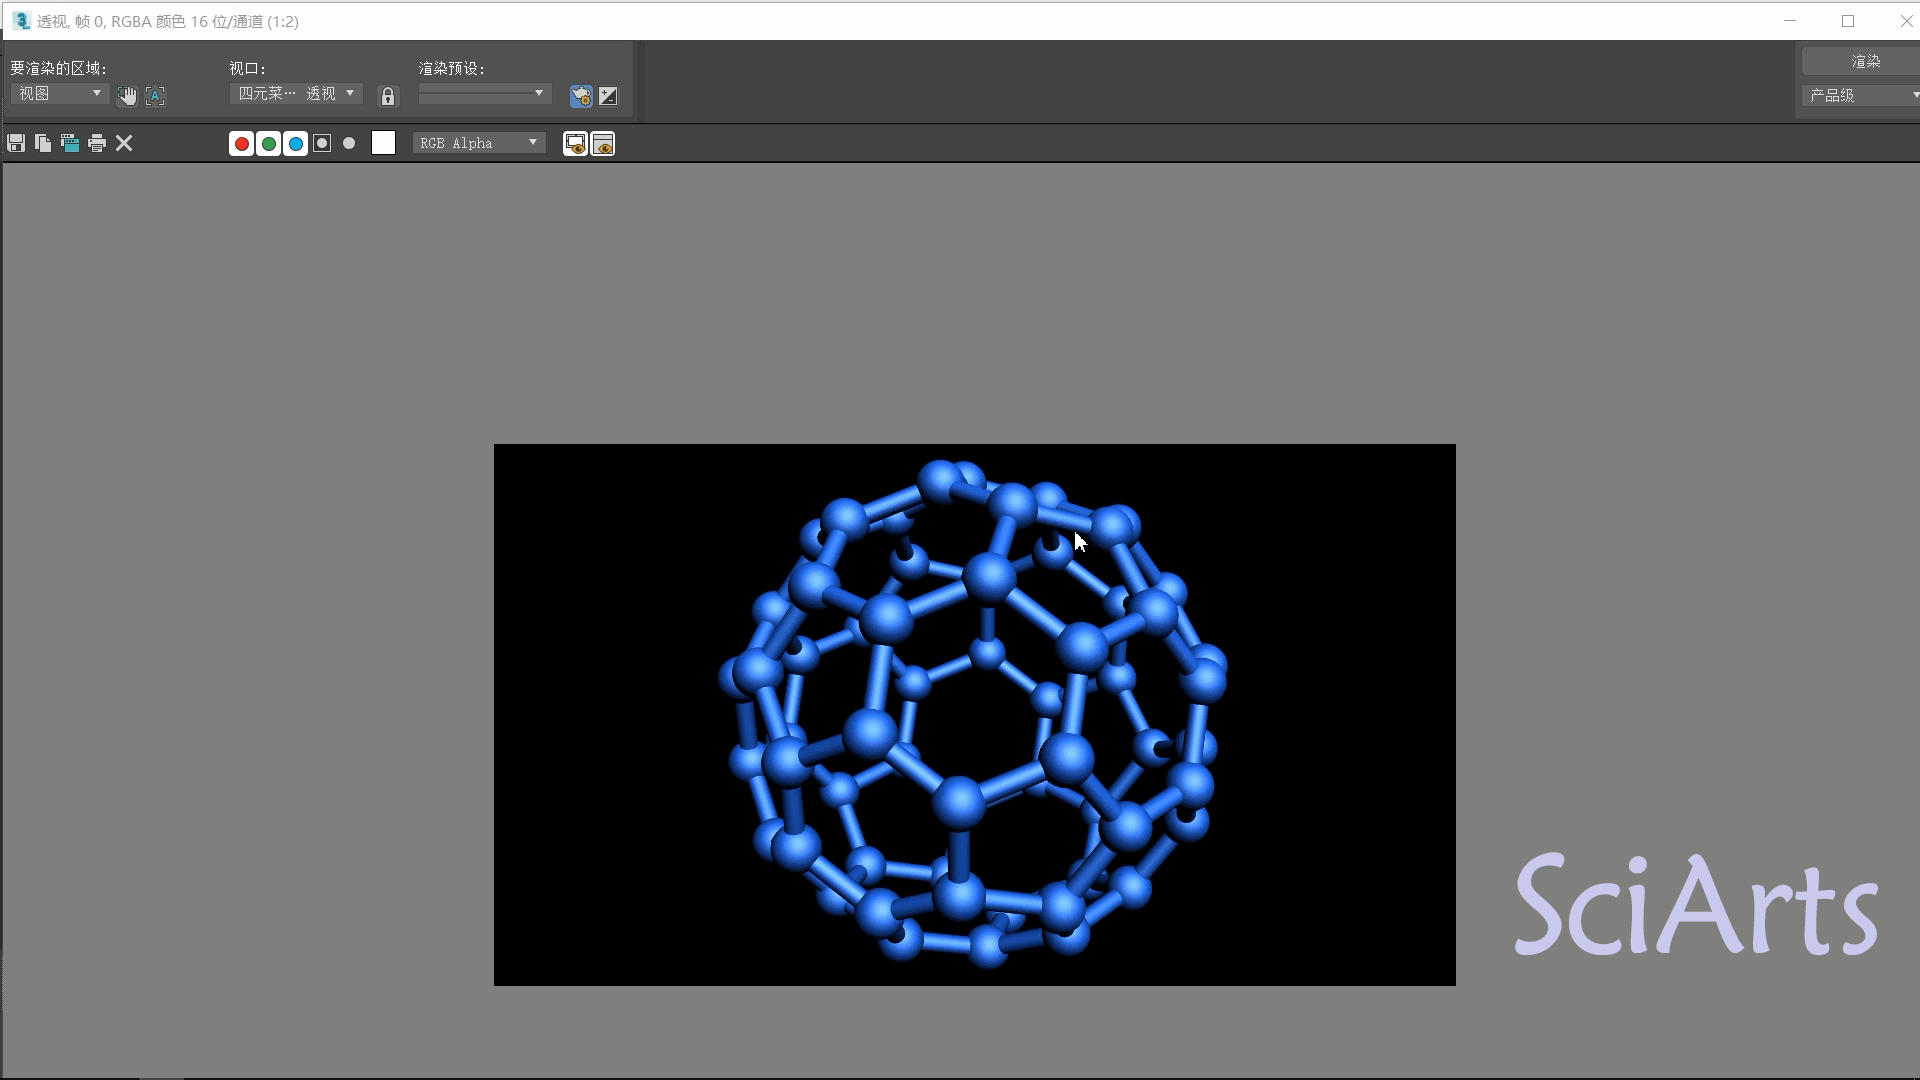 透视, 帧 0, RGBA 颜色 16 位/通道 (1:2)
要渲染的区域:
视口:
渲染预设:
渲染
视图
四元菜… 透视
产品级
RGB Alpha
SciArts